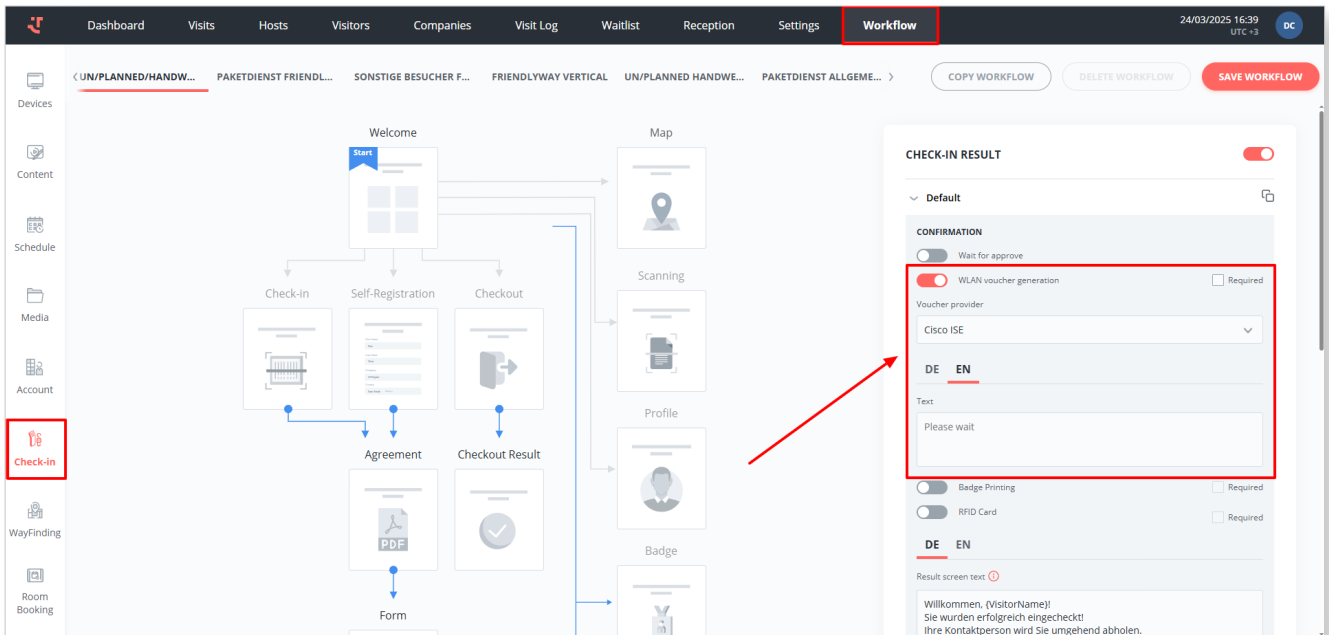 Dashboard Visits Hosts Visitors Companies Visit Log Waitlist Reception Settings Workflow
24/03/2025 16:39
UTC +3
DC
Devices
Content
Schedule
Media
Account
Check-in
WayFinding
Room
Booking
UN/PLANNED/HANDW... PAKETDIENST FRIENDL... SONSTIGE BESUCHER F... FRIENDLYWAY VERTICAL UN/PLANNED HANDWE... PAKETDIENST ALLGEME...
COPY WORKFLOW DELETE WORKFLOW SAVE WORKFLOW
Welcome
Start
Map
Scanning
Check-in Self-Registration Checkout
Profile
Agreement Checkout Result
PDF
Badge
Form
CHECK-IN RESULT
Default
CONFIRMATION
Wait for approve
WLAN voucher generation Required
Voucher provider
Cisco ISE
DE EN
Text
Please wait
Badge Printing Required
RFID Card Required
DE EN
Result screen text
Willkommen, {VisitorName}!
Sie wurden erfolgreich eingecheckt!
Ihre Kontaktperson wird Sie umgehend abholen.